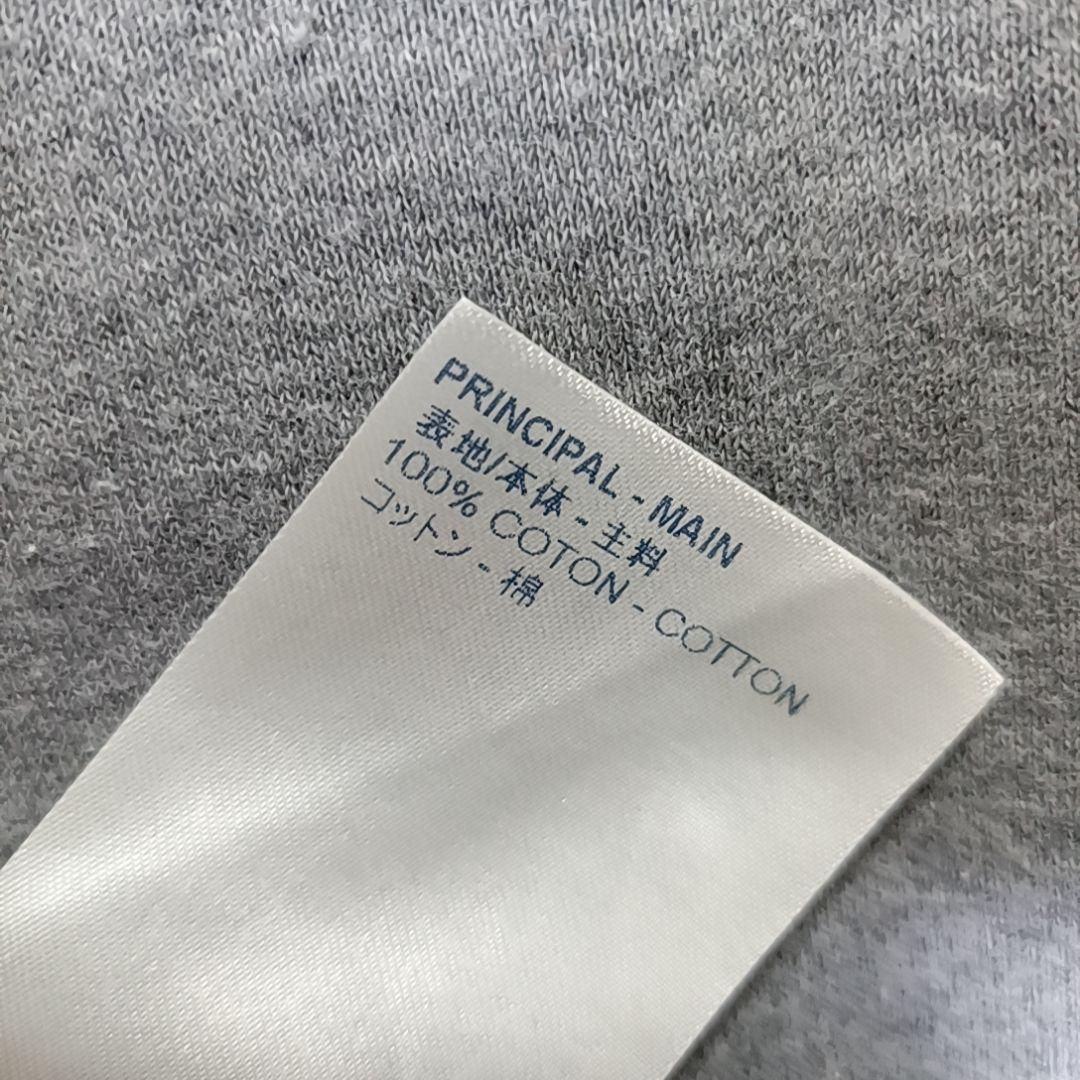 PRINCIPAL - MAIN
表地/本体 - 主料
100% COTON - COTTON
コットン - 棉